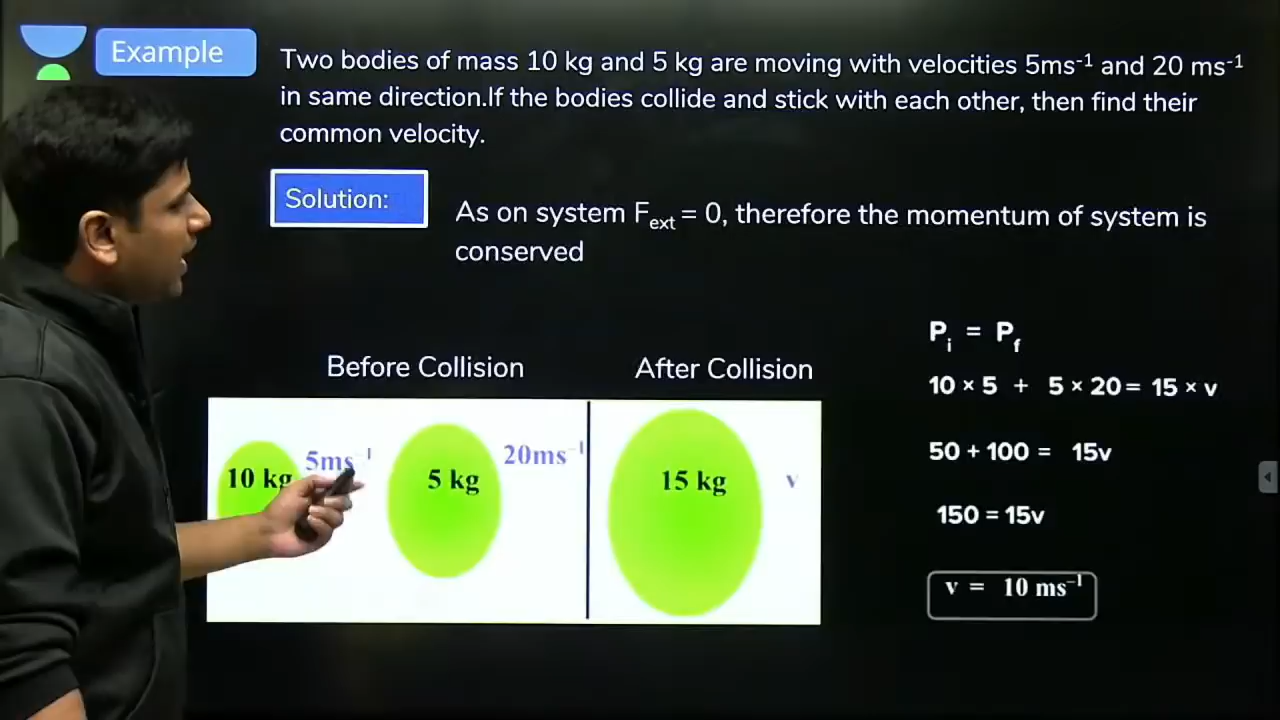 Example
Two bodies of mass 10 kg and 5 kg are moving with velocities 5ms⁻¹ and 20 ms⁻¹
in same direction.If the bodies collide and stick with each other, then find their
common velocity.
Solution:
As on system Fₑₓₜ = 0, therefore the momentum of system is
conserved
Before Collision
After Collision
10 kg
5ms⁻¹
5 kg
20ms⁻¹
15 kg
v
Pᵢ = P_f
10 × 5 + 5 × 20 = 15 × v
50 + 100 = 15v
150 = 15v
v = 10 ms⁻¹